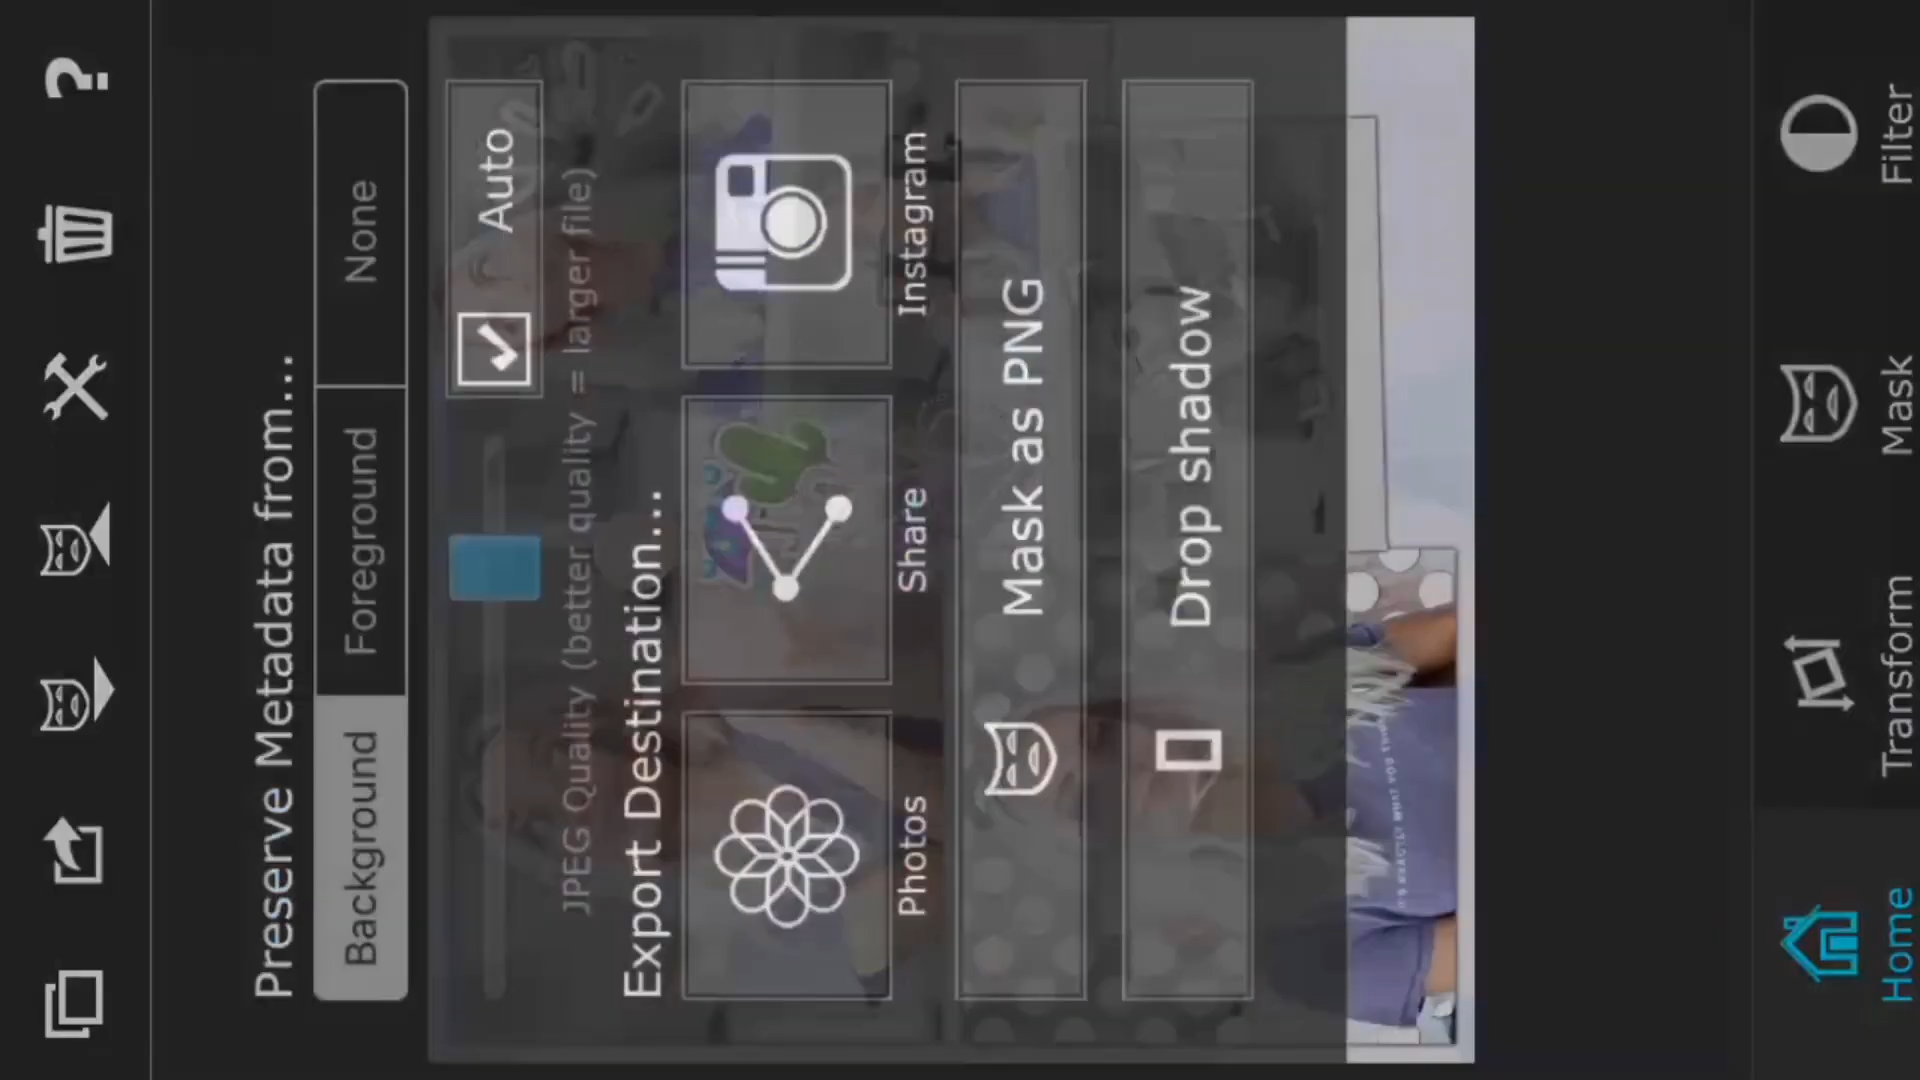 ?
Preserve Metadata from...
Background Foreground None
Auto
JPEG Quality (better quality = larger file)
Export Destination...
Photos Share Instagram
Mask as PNG
Drop shadow
Home Transform Mask Filter